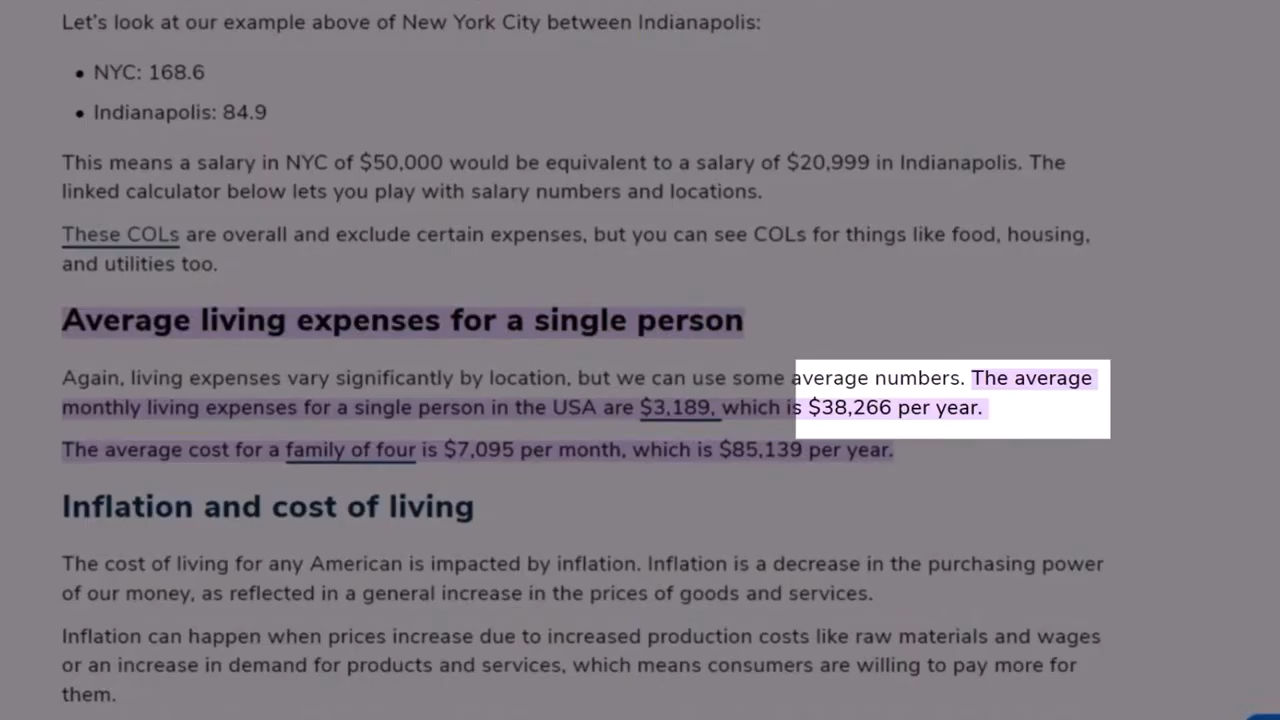 Let's look at our example above of New York City between Indianapolis:
• NYC: 168.6
• Indianapolis: 84.9
This means a salary in NYC of $50,000 would be equivalent to a salary of $20,999 in Indianapolis. The
linked calculator below lets you play with salary numbers and locations.
These COLs are overall and exclude certain expenses, but you can see COLs for things like food, housing,
and utilities too.
Average living expenses for a single person
Again, living expenses vary significantly by location, but we can use some average numbers. The average
monthly living expenses for a single person in the USA are $3,189, which is $38,266 per year.
The average cost for a family of four is $7,095 per month, which is $85,139 per year.
Inflation and cost of living
The cost of living for any American is impacted by inflation. Inflation is a decrease in the purchasing power
of our money, as reflected in a general increase in the prices of goods and services.
Inflation can happen when prices increase due to increased production costs like raw materials and wages
or an increase in demand for products and services, which means consumers are willing to pay more for
them.